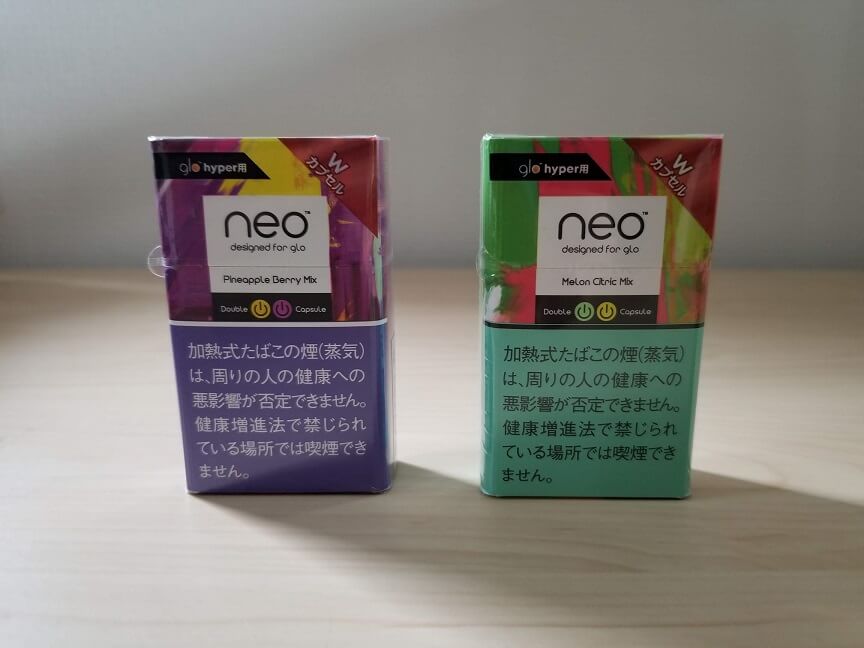 glo™ hyper用
Wカプセル
neo™
designed for glo
Pineapple Berry Mix
Double Capsule
加熱式たばこの煙(蒸気)
は、周りの人の健康への
悪影響が否定できません。
健康増進法で禁じられ
ている場所では喫煙でき
ません。
glo™ hyper用
Wカプセル
neo™
designed for glo
Melon Citric Mix
Double Capsule
加熱式たばこの煙(蒸気)
は、周りの人の健康への
悪影響が否定できません。
健康増進法で禁じられ
ている場所では喫煙でき
ません。